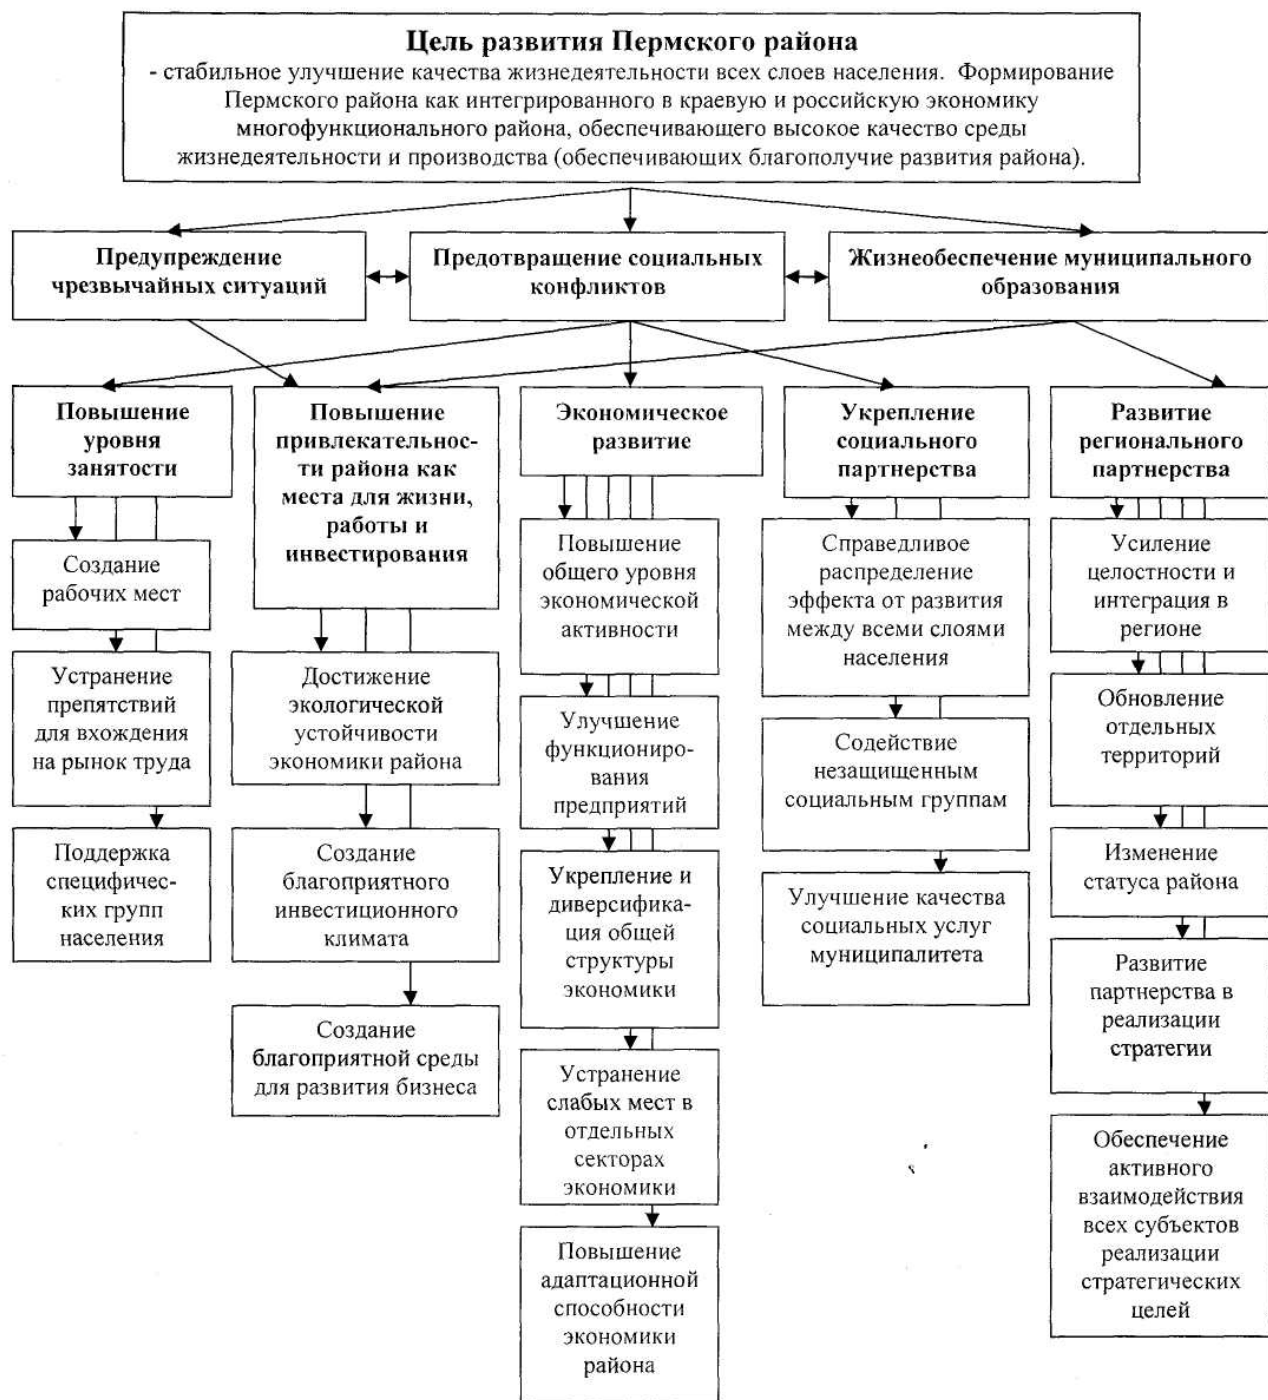 Цель развития Пермского района
- стабильное улучшение качества жизнедеятельности всех слоев населения. Формирование
Пермского района как интегрированного в краевую и российскую экономику
многофункционального района, обеспечивающего высокое качество среды
жизнедеятельности и производства (обеспечивающих благополучие развития района).
Предупреждение
чрезвычайных ситуаций
Предотвращение социальных
конфликтов
Жизнеобеспечение муниципального
образования
Повышение
уровня
занятости
Создание
рабочих мест
Устранение
препятствий
для вхождения
на рынок труда
Поддержка
специфичес-
ких групп
населения
Повышение
привлекательнос-
ти района как
места для жизни,
работы и
инвестирования
Достижение
экологической
устойчивости
экономики района
Создание
благоприятного
инвестиционного
климата
Создание
благоприятной среды
для развития бизнеса
Экономическое
развитие
Повышение
общего уровня
экономической
активности
Улучшение
функциониро-
вания
предприятий
Укрепление и
диверсифика-
ция общей
структуры
экономики
Устранение
слабых мест в
отдельных
секторах
экономики
Повышение
адаптационной
способности
экономики
района
Укрепление
социального
партнерства
Справедливое
распределение
эффекта от развития
между всеми слоями
населения
Содействие
незащищенным
социальным группам
Улучшение качества
социальных услуг
муниципалитета
Развитие
регионального
партнерства
Усиление
целостности и
интеграция в
регионе
Обновление
отдельных
территорий
Изменение
статуса района
Развитие
партнерства в
реализации
стратегии
Обеспечение
активного
взаимодействия
всех субъектов
реализации
стратегических
целей